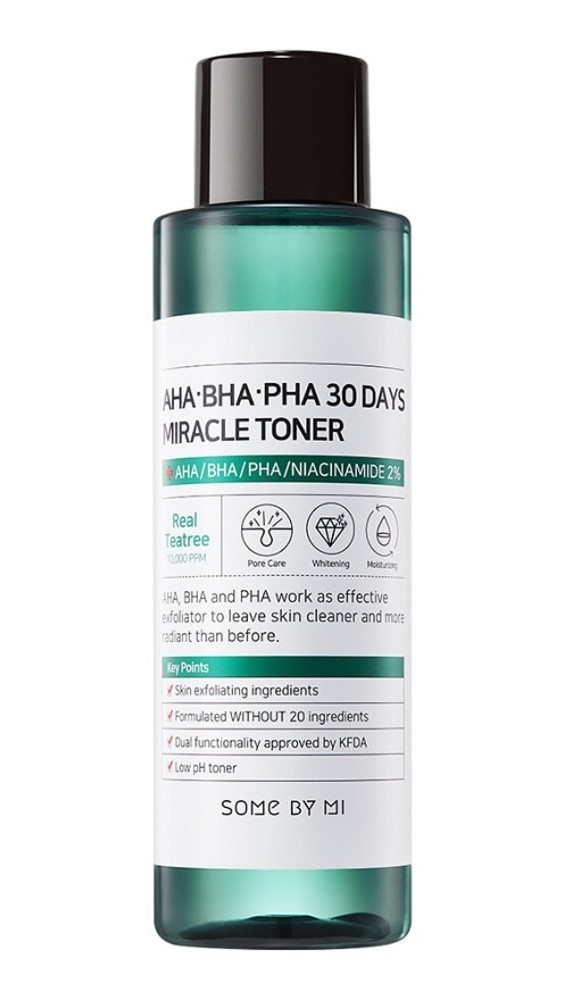 AHA·BHA·PHA 30 DAYS
MIRACLE TONER
AHA/BHA/PHA/NIACINAMIDE 2%
Real
Teatree
10,000 PPM
Pore Care
Whitening
Moisturizing
AHA, BHA and PHA work as effective
exfoliator to leave skin cleaner and more
radiant than before.
Key Points
Skin exfoliating ingredients
Formulated WITHOUT 20 ingredients
Dual functionality approved by KFDA
Low pH toner
SOME BY MI